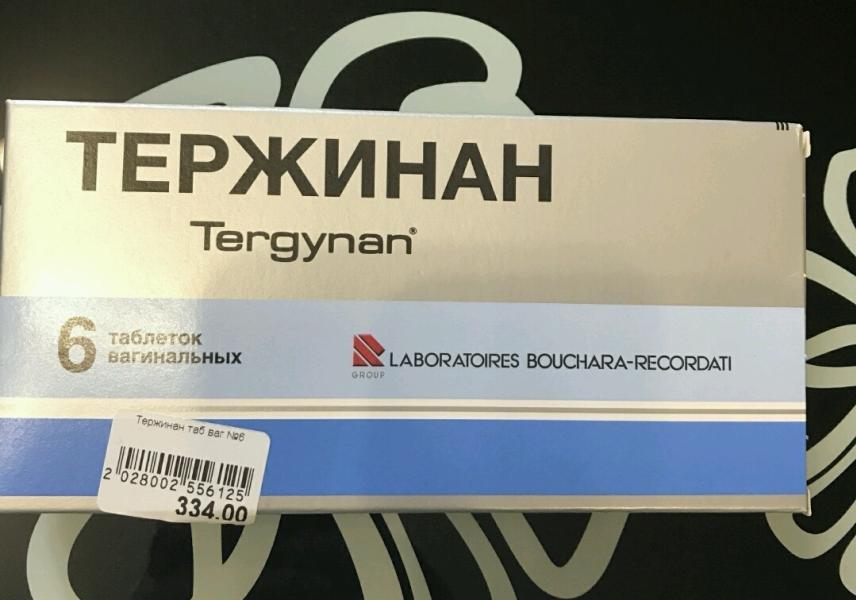 ТЕРЖИНАН
Tergynan®
6 таблеток
вагинальных
GROUP
LABORATOIRES BOUCHARA-RECORDATI
Тержинан таб ваг №6
2 028002 556125
334.00